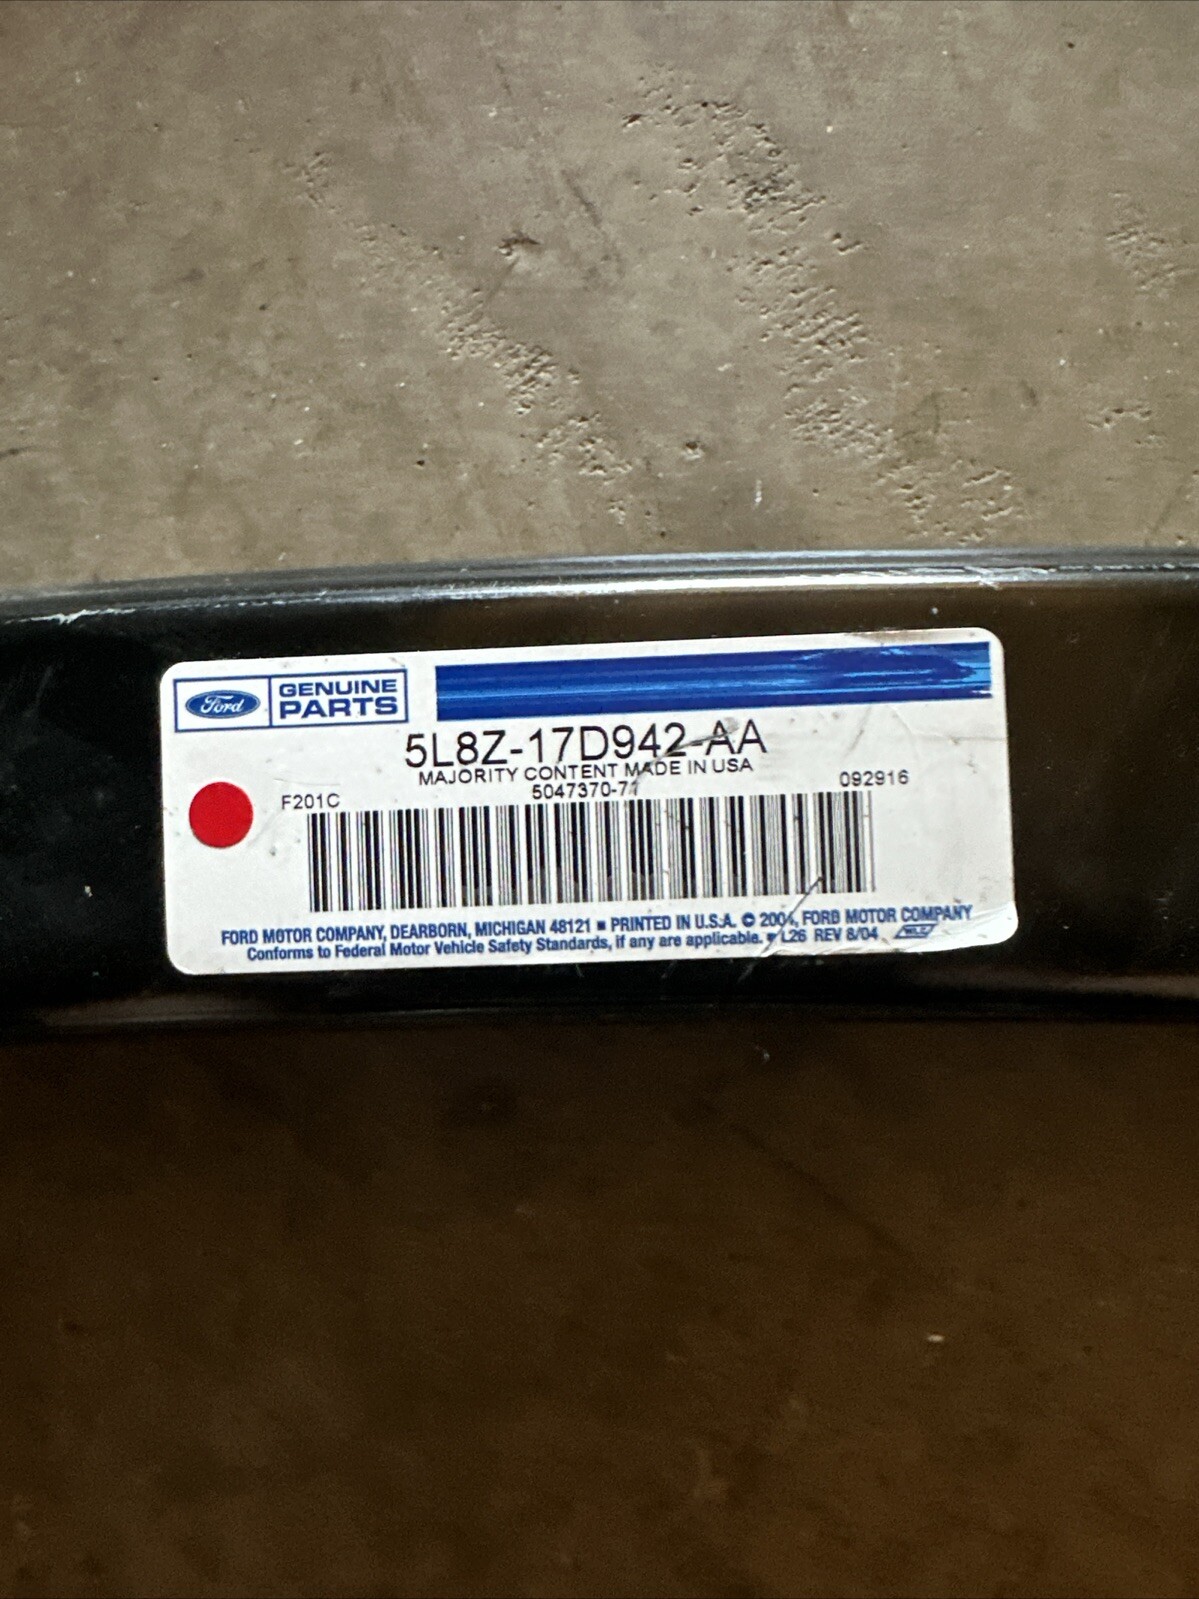 Ford GENUINE PARTS
5L8Z-17D942-AA
MAJORITY CONTENT MADE IN USA
F201C 5047370-71 092916
FORD MOTOR COMPANY, DEARBORN, MICHIGAN 48121 ■ PRINTED IN U.S.A. © 2004, FORD MOTOR COMPANY
Conforms to Federal Motor Vehicle Safety Standards, if any are applicable. ■ L26 REV 8/04